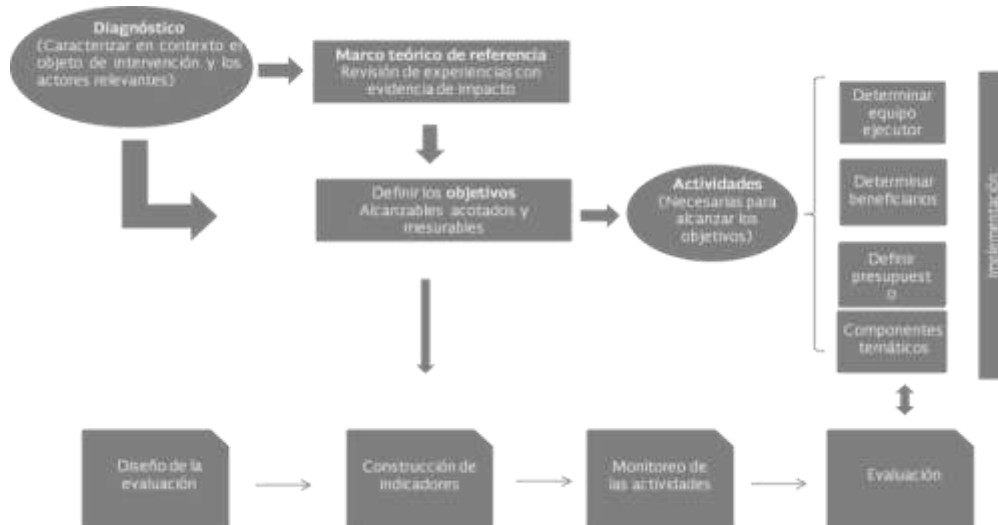 Diagnóstico
(Caracterizar en contexto el
objeto de intervención y los
actores relevantes)
Marco teórico de referencia
Revisión de experiencias con
evidencia de impacto
Definir los objetivos
Alcanzables acotados y
mesurables
Actividades
(Necesarias para
alcanzar los
objetivos)
Determinar
equipo
ejecutor
Determinar
beneficiarios
Definir
presupuest
o
Componentes
temáticos
Implementación
Diseño de la
evaluación
Construcción de
indicadores
Monitoreo de
las actividades
Evaluación